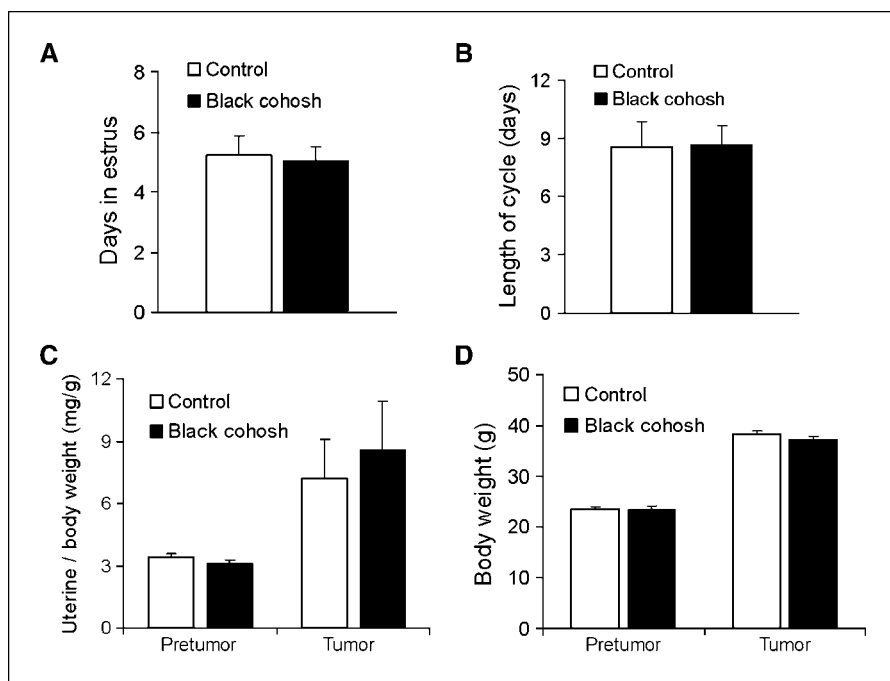 A
Control
Black cohosh
Days in estrus
8
6
4
2
0
B
Control
Black cohosh
Length of cycle (days)
12
9
6
3
0
C
Control
Black cohosh
Uterine / body weight (mg/g)
12
9
6
3
0
Pretumor
Tumor
D
Control
Black cohosh
Body weight (g)
50
40
30
20
10
0
Pretumor
Tumor